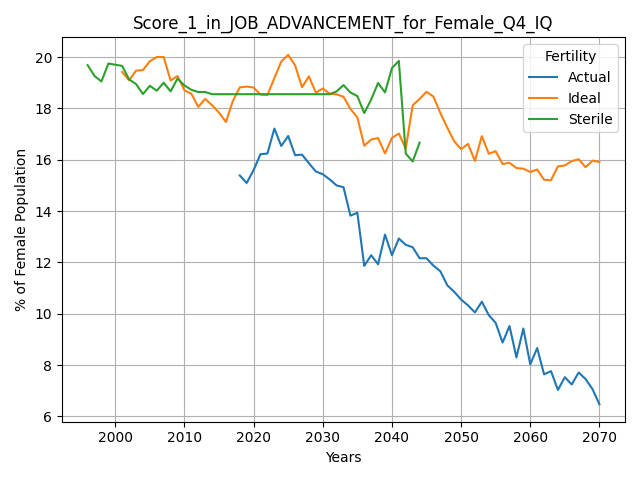 Score_1_in_JOB_ADVANCEMENT_for_Female_Q4_IQ
Fertility
Actual
Ideal
Sterile
% of Female Population
20
18
16
14
12
10
8
6
2000 2010 2020 2030 2040 2050 2060 2070
Years